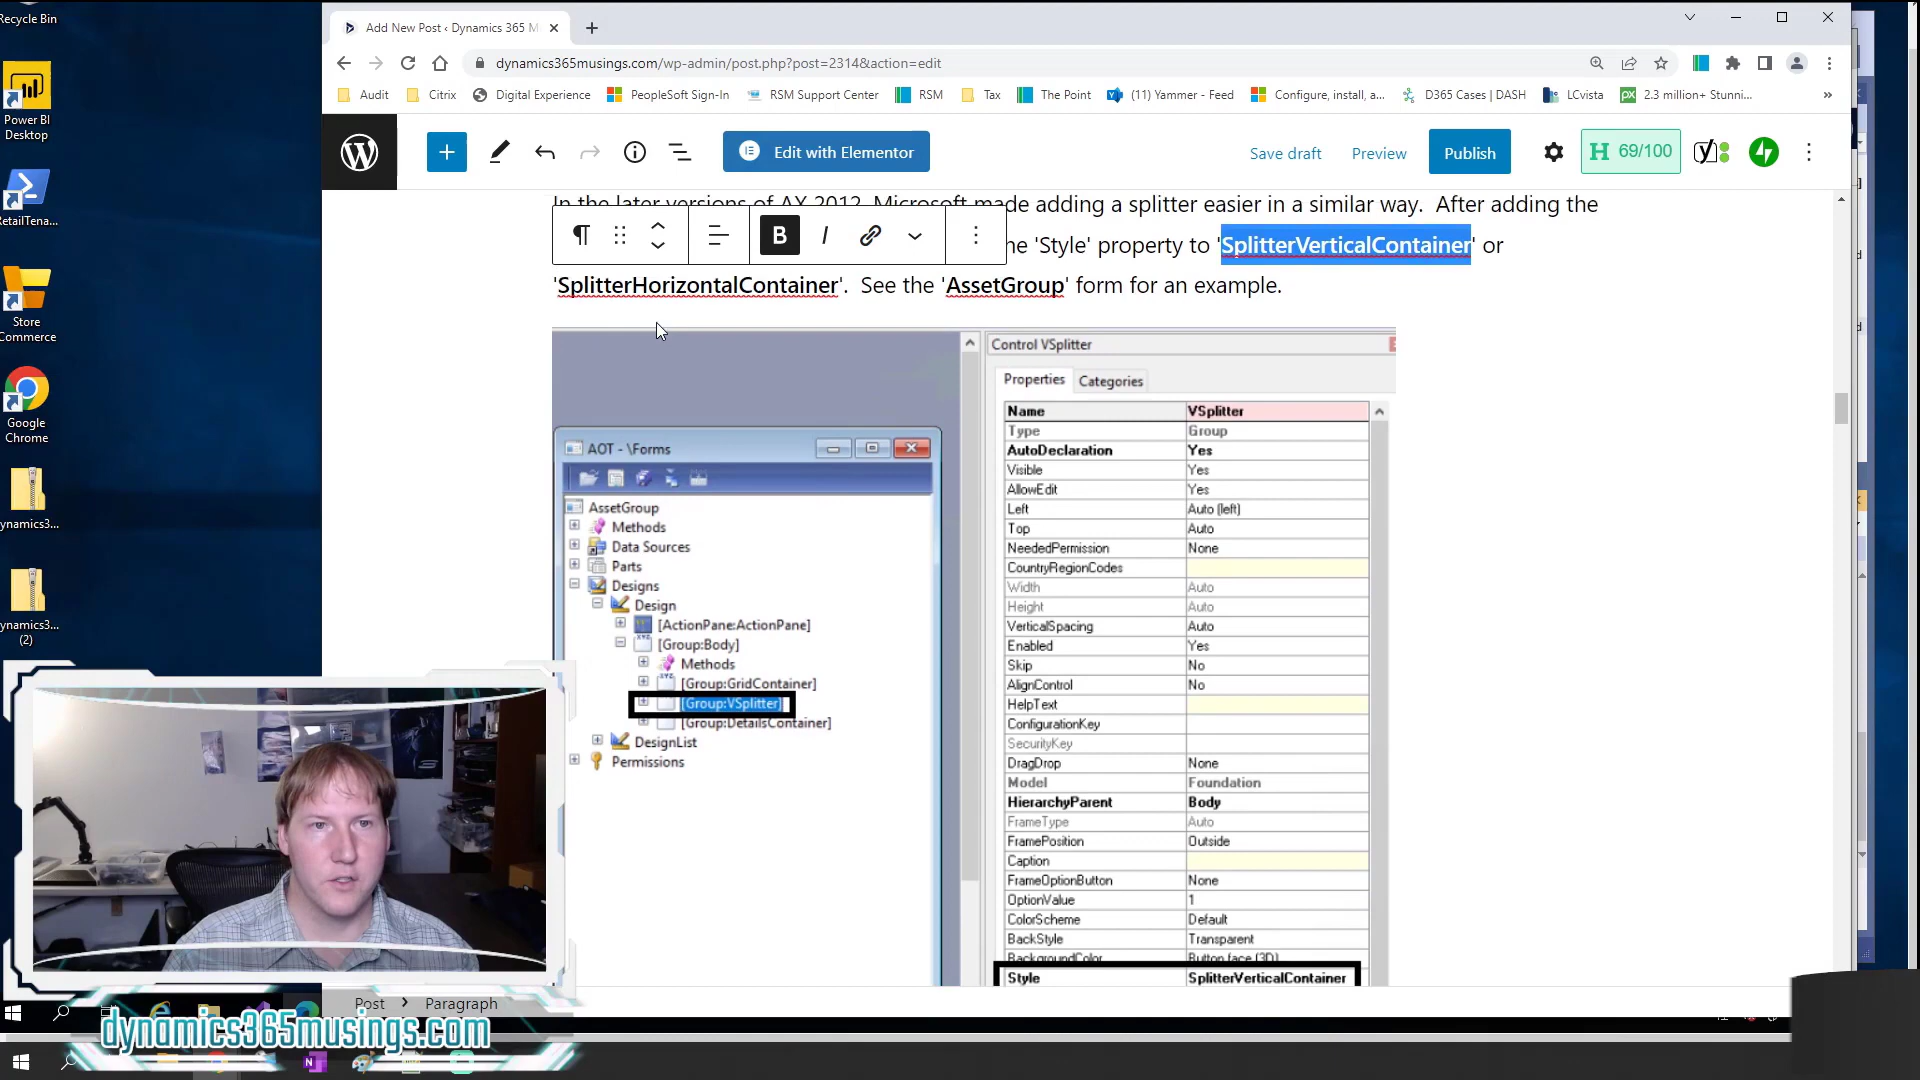 Recycle Bin
Power BI
Desktop
RetailTena...
Store
Commerce
Google
Chrome
dynamics3...
dynamics3...
(2)
Add New Post ‹ Dynamics 365 M
dynamics365musings.com/wp-admin/post.php?post=2314&action=edit
Audit
Citrix
Digital Experience
PeopleSoft Sign-In
RSM Support Center
RSM
Tax
The Point
(11) Yammer - Feed
Configure, install, a...
D365 Cases | DASH
LCvista
2.3 million+ Stunni...
Edit with Elementor
Save draft
Preview
Publish
69/100
In the later versions of AX 2012, Microsoft made adding a splitter easier in a similar way. After adding the
he 'Style' property to 'SplitterVerticalContainer' or
'SplitterHorizontalContainer'. See the 'AssetGroup' form for an example.
AOT - \Forms
AssetGroup
Methods
Data Sources
Parts
Designs
Design
[ActionPane:ActionPane]
[Group:Body]
Methods
[Group:GridContainer]
[Group:VSplitter]
[Group:DetailsContainer]
DesignList
Permissions
Control VSplitter
Properties
Categories
Name VSplitter
Type Group
AutoDeclaration Yes
Visible Yes
AllowEdit Yes
Left Auto (left)
Top Auto
NeededPermission None
CountryRegionCodes
Width Auto
Height Auto
VerticalSpacing Auto
Enabled Yes
Skip No
AlignControl No
HelpText
ConfigurationKey
SecurityKey
DragDrop None
Model Foundation
HierarchyParent Body
FrameType Auto
FramePosition Outside
Caption
FrameOptionButton None
OptionValue 1
ColorScheme Default
BackStyle Transparent
BackgroundColor Button face (3D)
Style SplitterVerticalContainer
Post > Paragraph
dynamics365musings.com